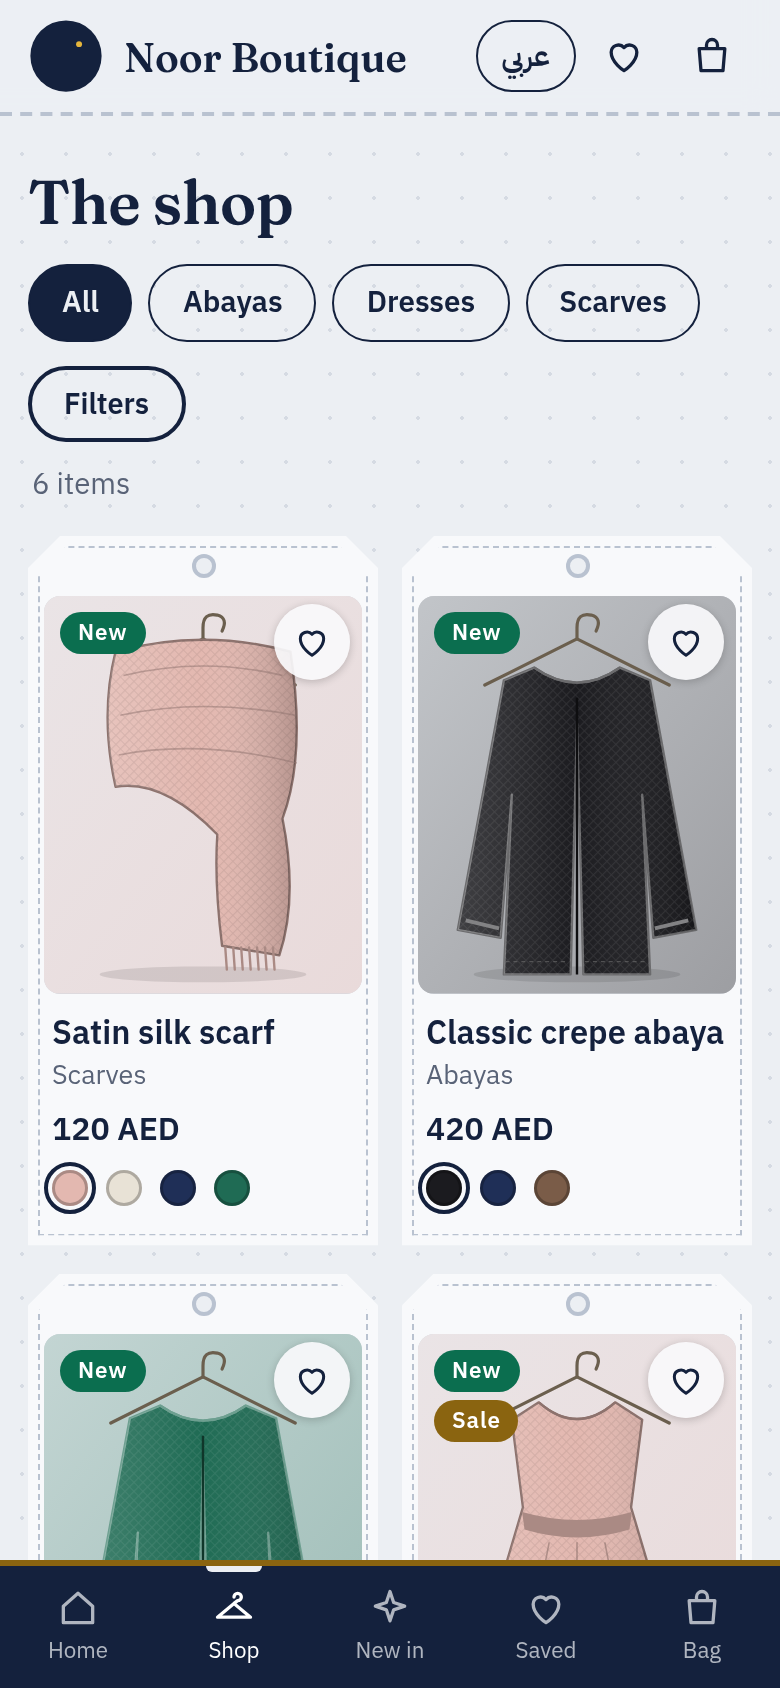 Noor Boutique
عربي
The shop
All
Abayas
Dresses
Scarves
Filters
6 items
New
Satin silk scarf
Scarves
120 AED
New
Classic crepe abaya
Abayas
420 AED
New
New
Sale
Home
Shop
New in
Saved
Bag